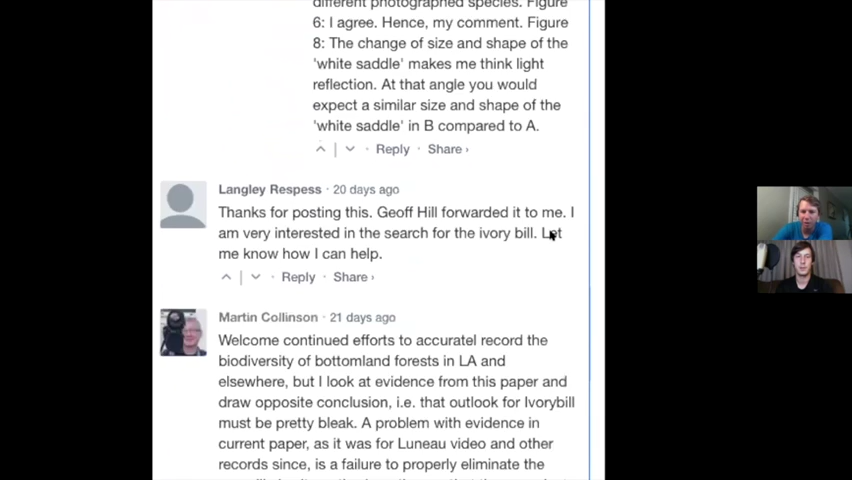 different photographed species. Figure
6: I agree. Hence, my comment. Figure
8: The change of size and shape of the
'white saddle' makes me think light
reflection. At that angle you would
expect a similar size and shape of the
'white saddle' in B compared to A.
Reply Share ›
Langley Respess · 20 days ago
Thanks for posting this. Geoff Hill forwarded it to me. I
am very interested in the search for the ivory bill. Let
me know how I can help.
Reply Share ›
Martin Collinson · 21 days ago
Welcome continued efforts to accuratel record the
biodiversity of bottomland forests in LA and
elsewhere, but I look at evidence from this paper and
draw opposite conclusion, i.e. that outlook for Ivorybill
must be pretty bleak. A problem with evidence in
current paper, as it was for Luneau video and other
records since, is a failure to properly eliminate the